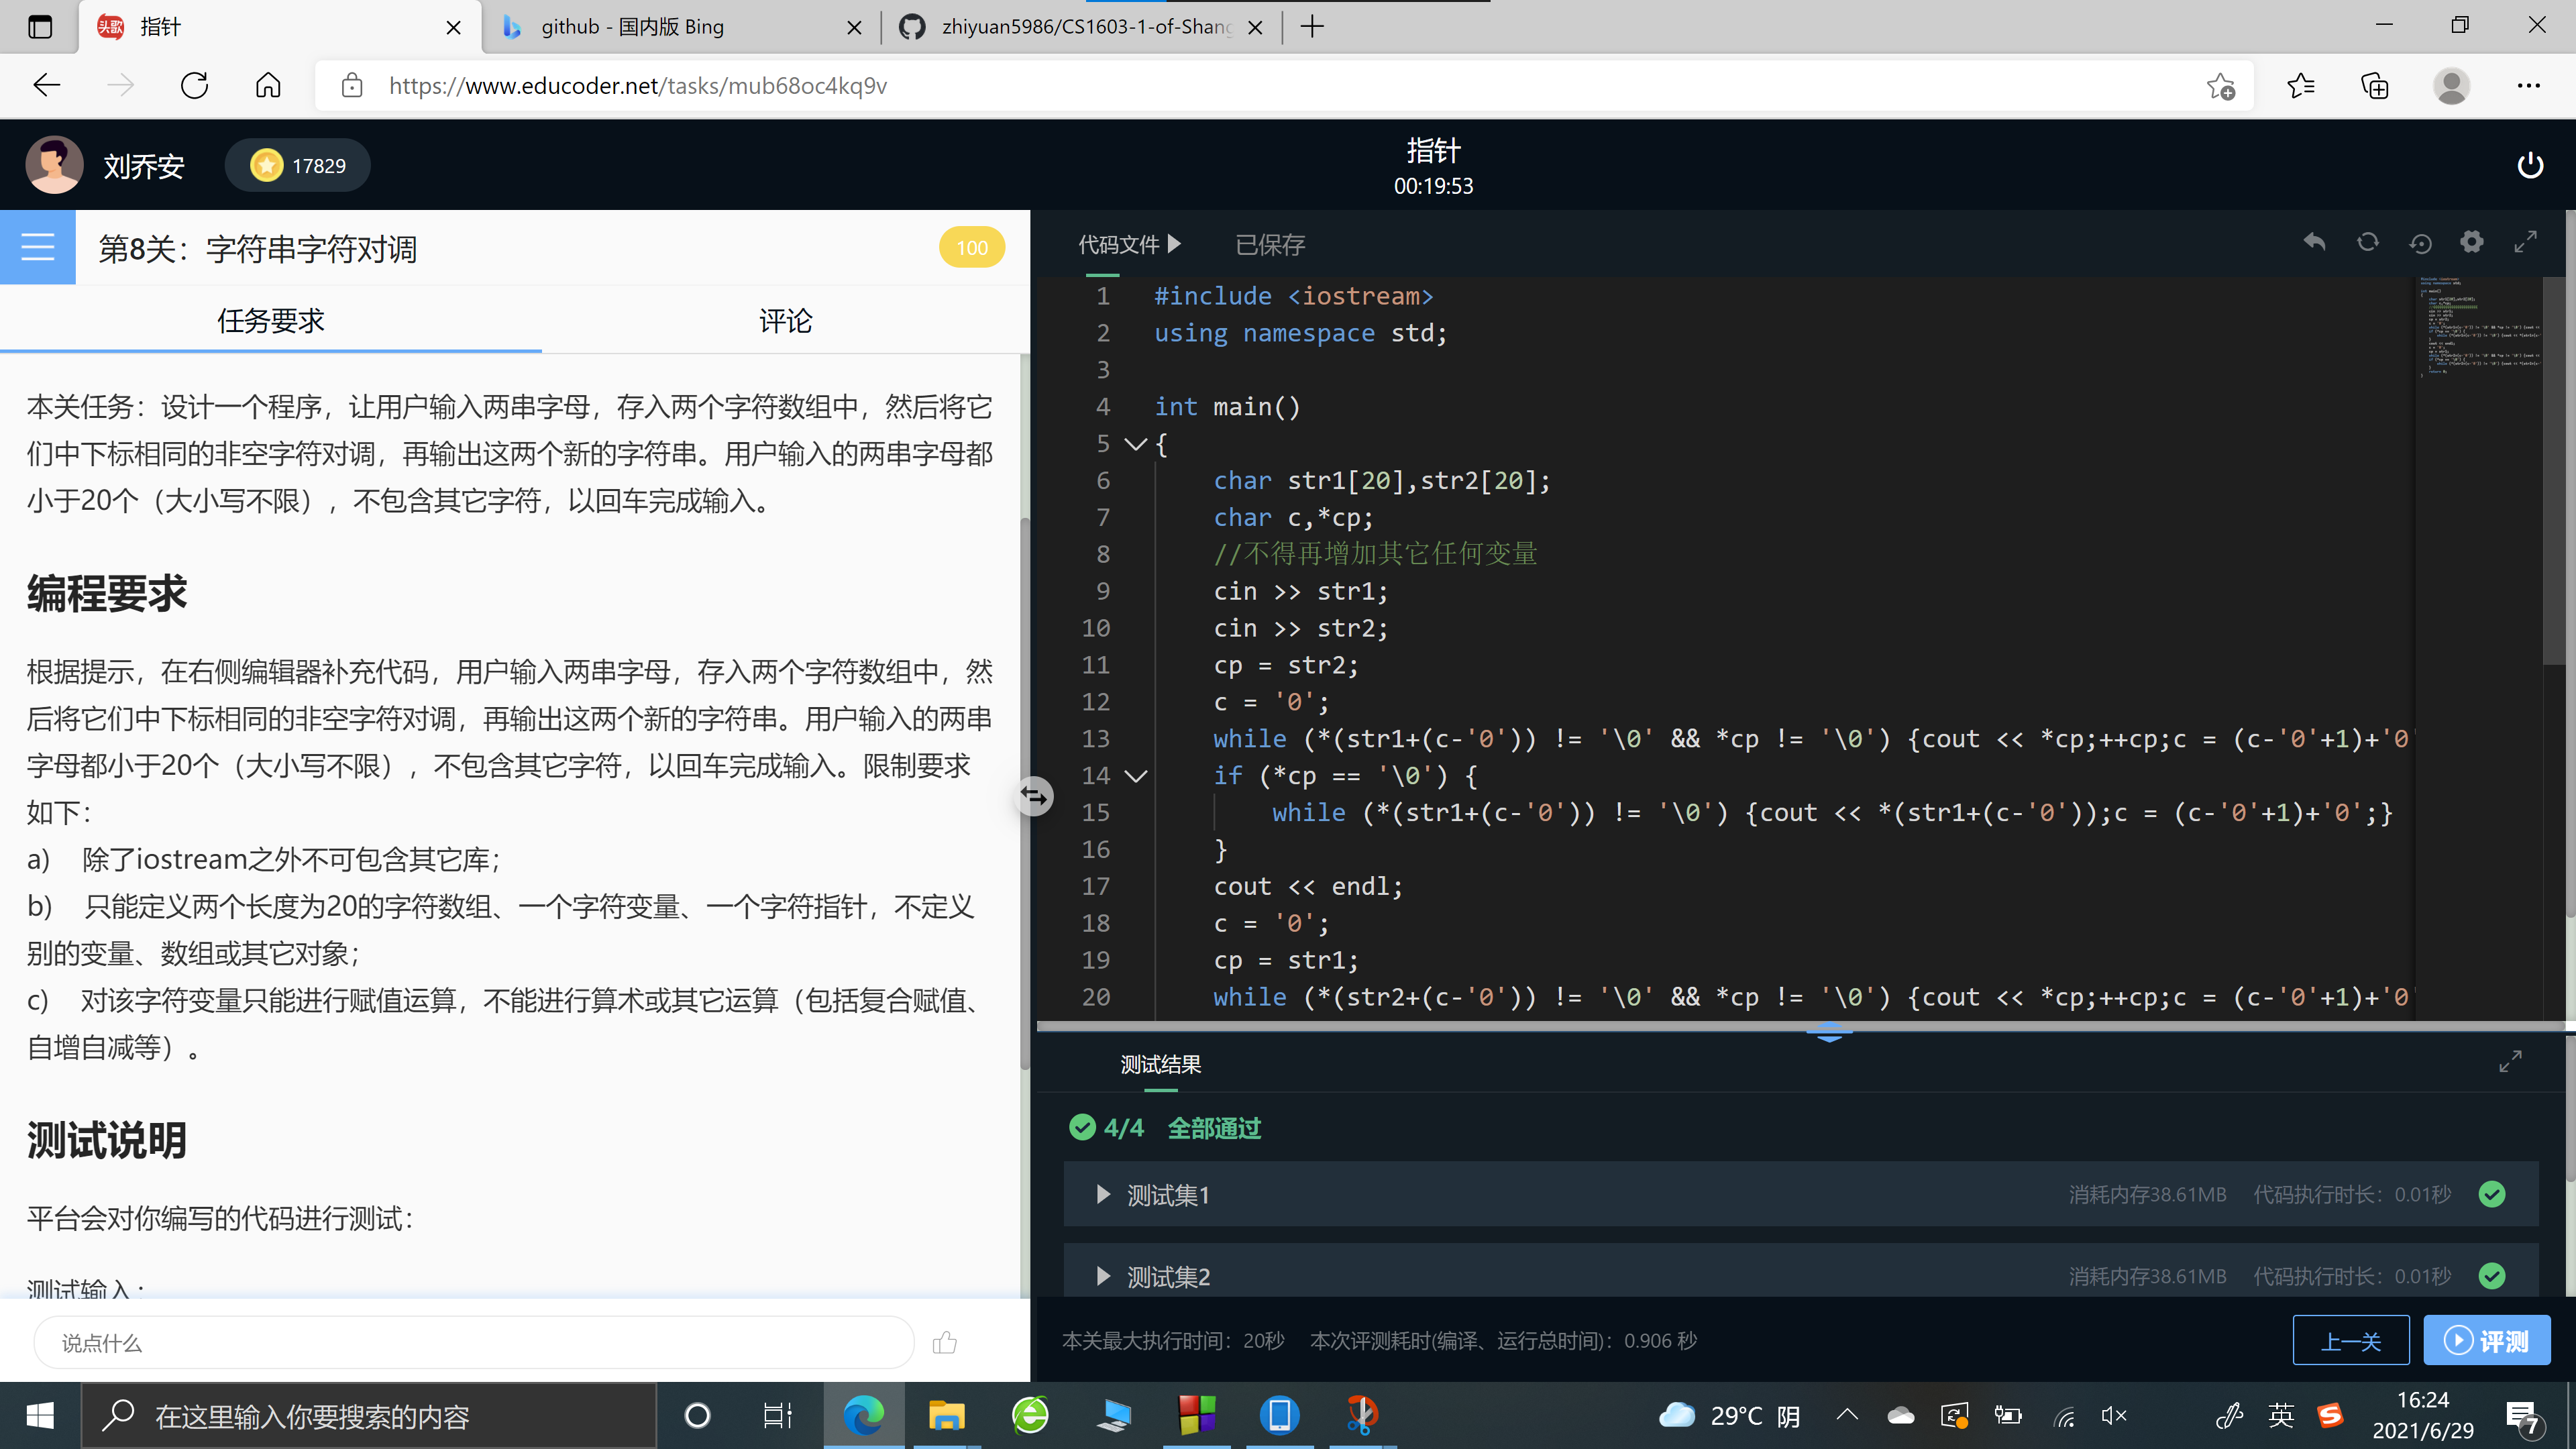 指针
github - 国内版 Bing
zhiyuan5986/CS1603-1-of-Shang
https://www.educoder.net/tasks/mub68oc4kq9v
刘乔安
17829
指针
00:19:53
第8关：字符串字符对调
100
任务要求
评论
本关任务：设计一个程序，让用户输入两串字母，存入两个字符数组中，然后将它
们中下标相同的非空字符对调，再输出这两个新的字符串。用户输入的两串字母都
小于20个（大小写不限），不包含其它字符，以回车完成输入。
编程要求
根据提示，在右侧编辑器补充代码，用户输入两串字母，存入两个字符数组中，然
后将它们中下标相同的非空字符对调，再输出这两个新的字符串。用户输入的两串
字母都小于20个（大小写不限），不包含其它字符，以回车完成输入。限制要求
如下：
a) 除了iostream之外不可包含其它库；
b) 只能定义两个长度为20的字符数组、一个字符变量、一个字符指针，不定义
别的变量、数组或其它对象；
c) 对该字符变量只能进行赋值运算，不能进行算术或其它运算（包括复合赋值、
自增自减等）。
测试说明
平台会对你编写的代码进行测试：
测试输入：
说点什么
代码文件
已保存
1 #include <iostream>
2 using namespace std;
3
4 int main()
5 {
6 char str1[20],str2[20];
7 char c,*cp;
8 //不得再增加其它任何变量
9 cin >> str1;
10 cin >> str2;
11 cp = str2;
12 c = '0';
13 while (*(str1+(c-'0')) != '\0' && *cp != '\0') {cout << *cp;++cp;c = (c-'0'+1)+'0'
14 if (*cp == '\0') {
15 while (*(str1+(c-'0')) != '\0') {cout << *(str1+(c-'0'));c = (c-'0'+1)+'0';}
16 }
17 cout << endl;
18 c = '0';
19 cp = str1;
20 while (*(str2+(c-'0')) != '\0' && *cp != '\0') {cout << *cp;++cp;c = (c-'0'+1)+'0'
测试结果
4/4 全部通过
测试集1 消耗内存38.61MB 代码执行时长：0.01秒
测试集2 消耗内存38.61MB 代码执行时长：0.01秒
本关最大执行时间：20秒 本次评测耗时(编译、运行总时间)：0.906 秒
上一关
评测
在这里输入你要搜索的内容
29°C 阴
英
16:24
2021/6/29
7